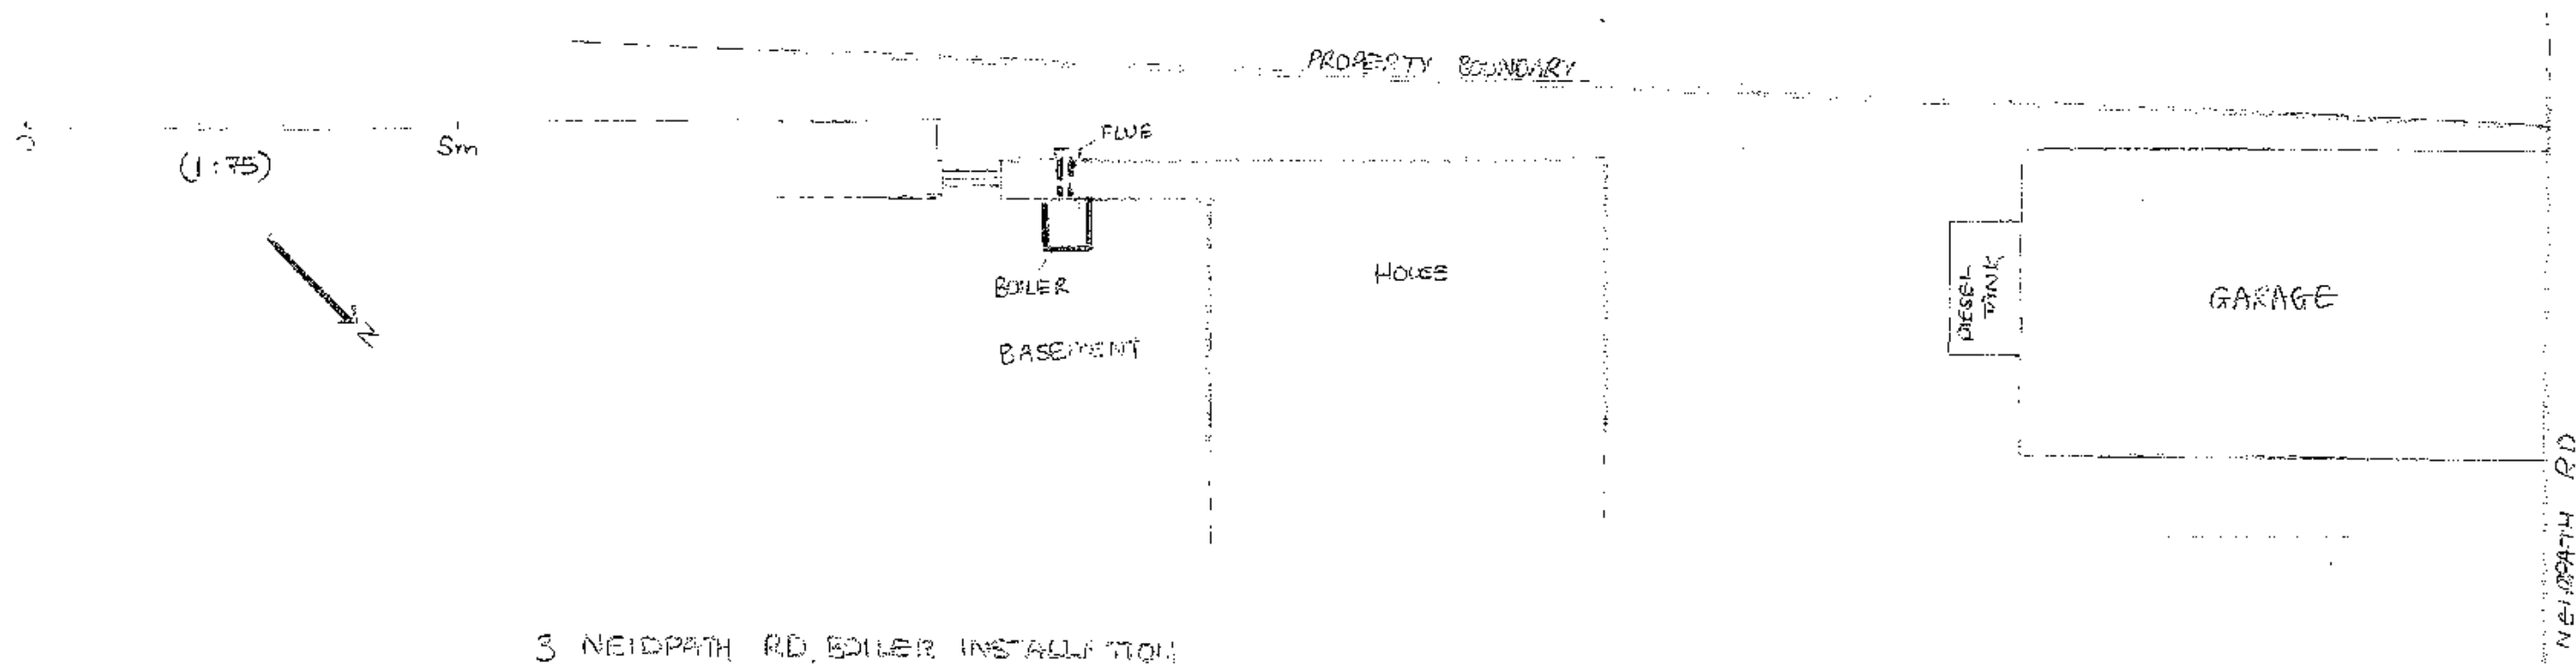 PROPERTY BOUNDARY
0
5m
(1:75)
FLUE
N
BOILER
BASEMENT
HOUSE
DIESEL
TANK
GARAGE
NEIDPATH RD
3 NEIDPATH RD. BOILER INSTALLATION